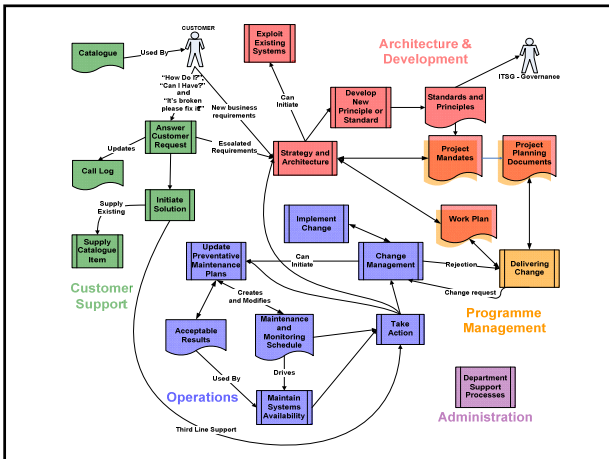 CUSTOMER
Catalogue
Used By
Exploit
Existing
Systems
Architecture &
Development
ITSG - Governance
"How Do I?",
"Can I Have?"
and
"It's broken
please fix it!"
New business
requirements
Can
Initiate
Develop
New
Principle or
Standard
Standards and
Principles
Answer
Customer
Request
Updates
Call Log
Escalated
Requirements
Strategy and
Architecture
Project
Mandates
Project
Planning
Documents
Initiate
Solution
Supply
Existing
Supply
Catalogue
Item
Customer
Support
Implement
Change
Work Plan
Update
Preventative
Maintenance
Plans
Can
Initiate
Change
Management
Rejection
Delivering
Change
Change request
Programme
Management
Creates
and Modifies
Acceptable
Results
Maintenance
and
Monitoring
Schedule
Take
Action
Used By
Drives
Operations
Maintain
Systems
Availability
Third Line Support
Department
Support
Processes
Administration